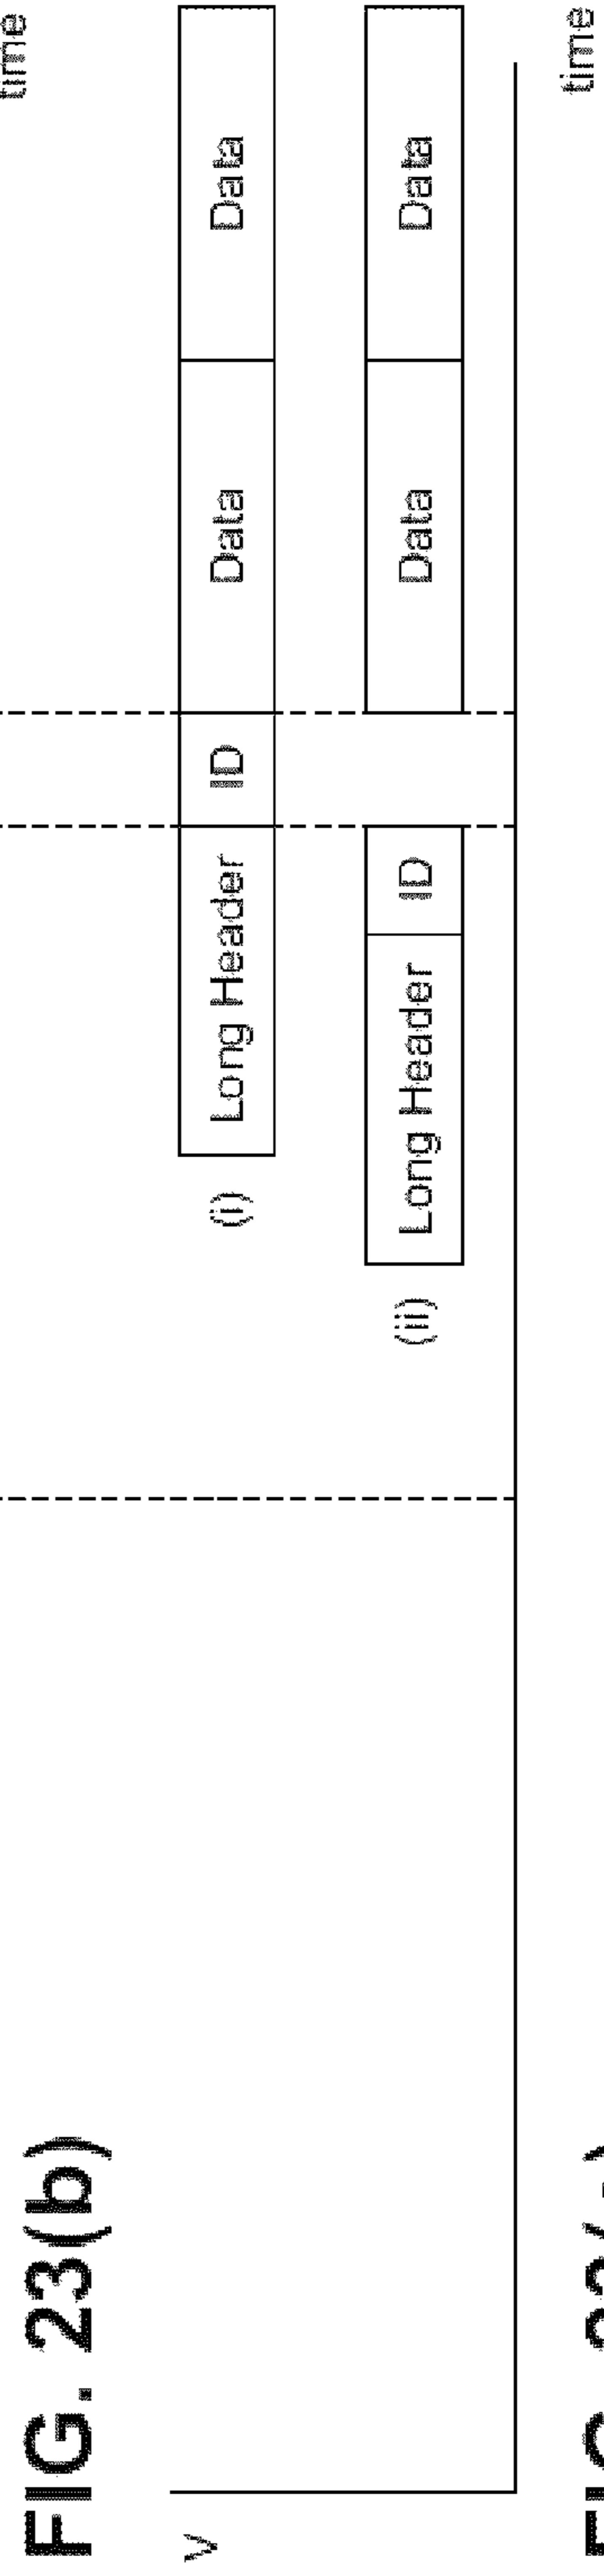 time
FIG. 23(b)
V
(i) Long Header ID Data Data
(ii) Long Header ID Data Data
time